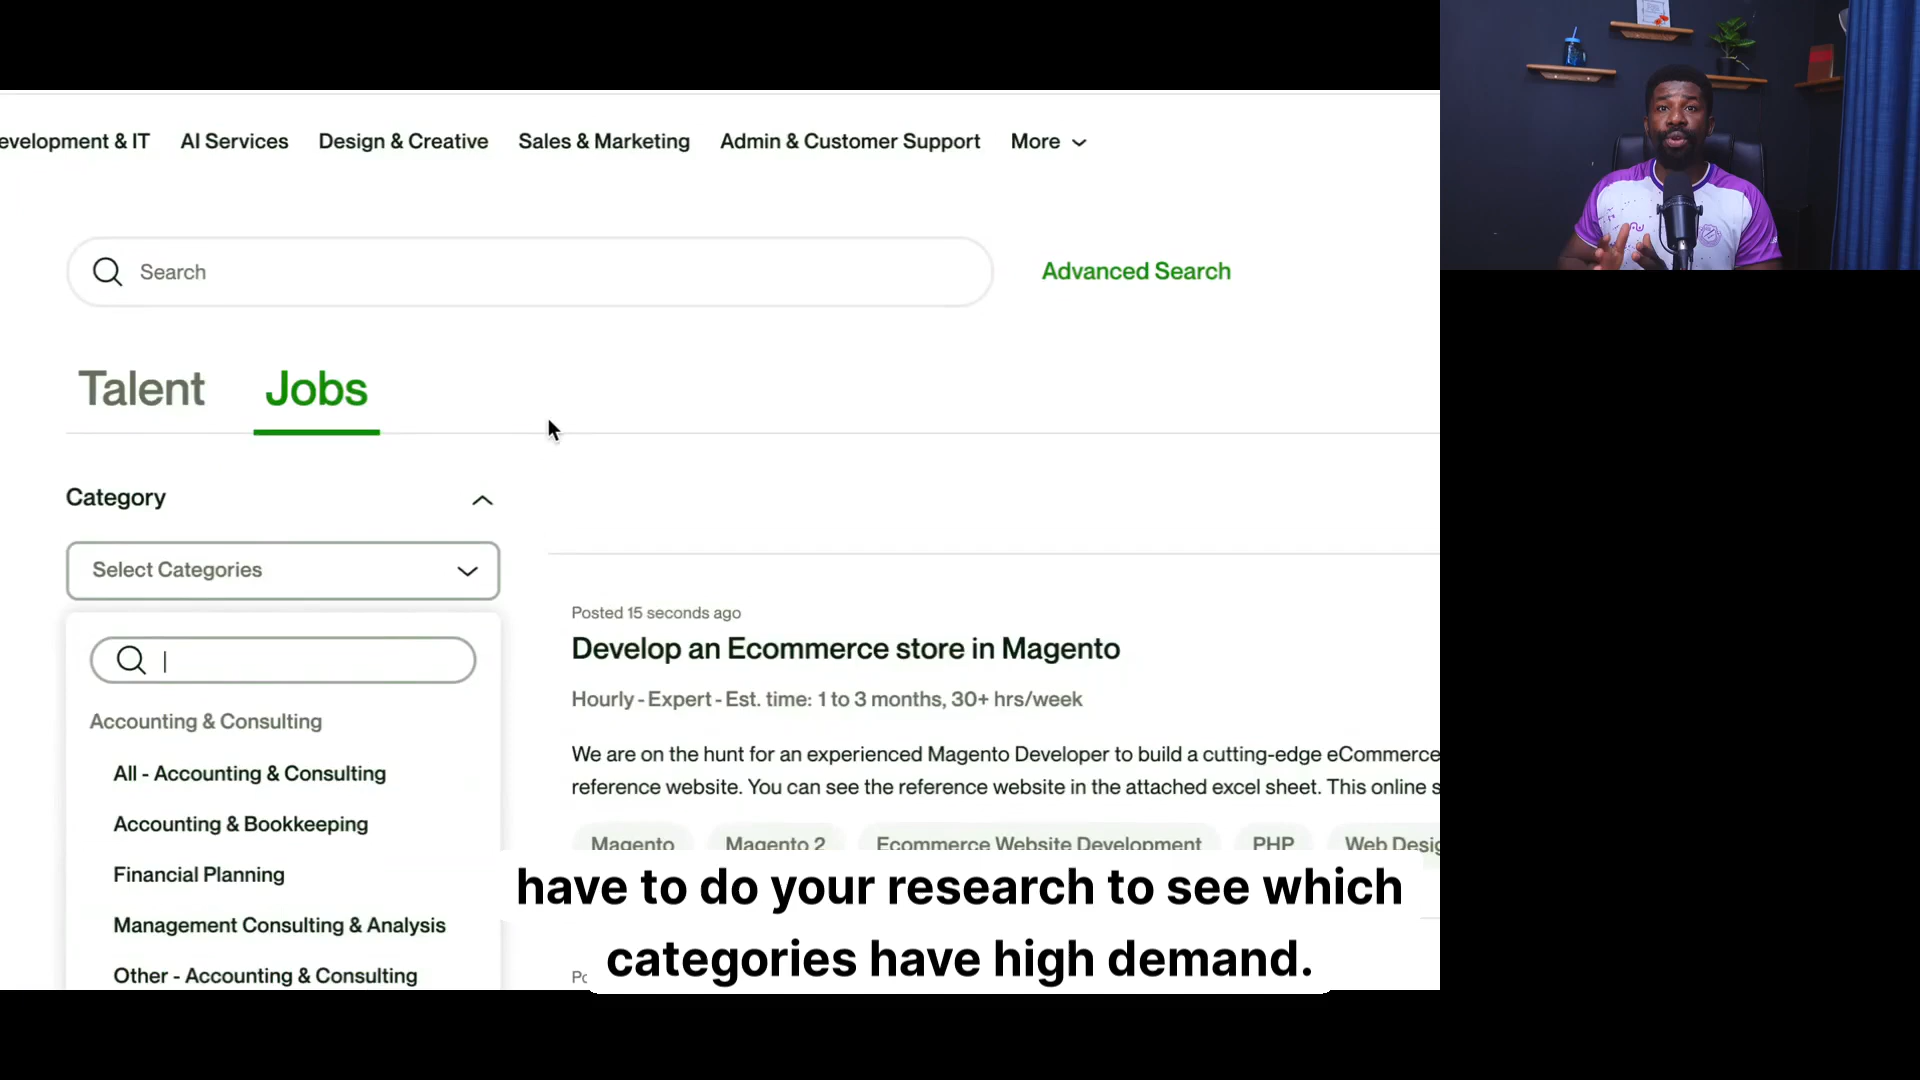 evelopment & IT AI Services Design & Creative Sales & Marketing Admin & Customer Support More
Search
Advanced Search
Talent Jobs
Category
Select Categories
Accounting & Consulting
All - Accounting & Consulting
Accounting & Bookkeeping
Financial Planning
Management Consulting & Analysis
Other - Accounting & Consulting
Posted 15 seconds ago
Develop an Ecommerce store in Magento
Hourly - Expert - Est. time: 1 to 3 months, 30+ hrs/week
We are on the hunt for an experienced Magento Developer to build a cutting-edge eCommerce
reference website. You can see the reference website in the attached excel sheet. This online s
Magento Magento 2 Ecommerce Website Development PHP Web Desig
Po
have to do your research to see which
categories have high demand.